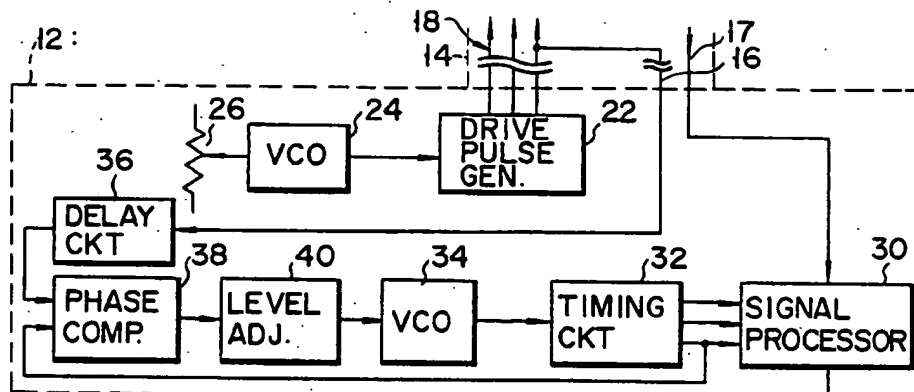 12:
18
14
17
16
26
24
VCO
DRIVE
PULSE
GEN.
22
36
DELAY
CKT
38
PHASE
COMP.
40
LEVEL
ADJ.
34
VCO
32
TIMING
CKT
30
SIGNAL
PROCESSOR